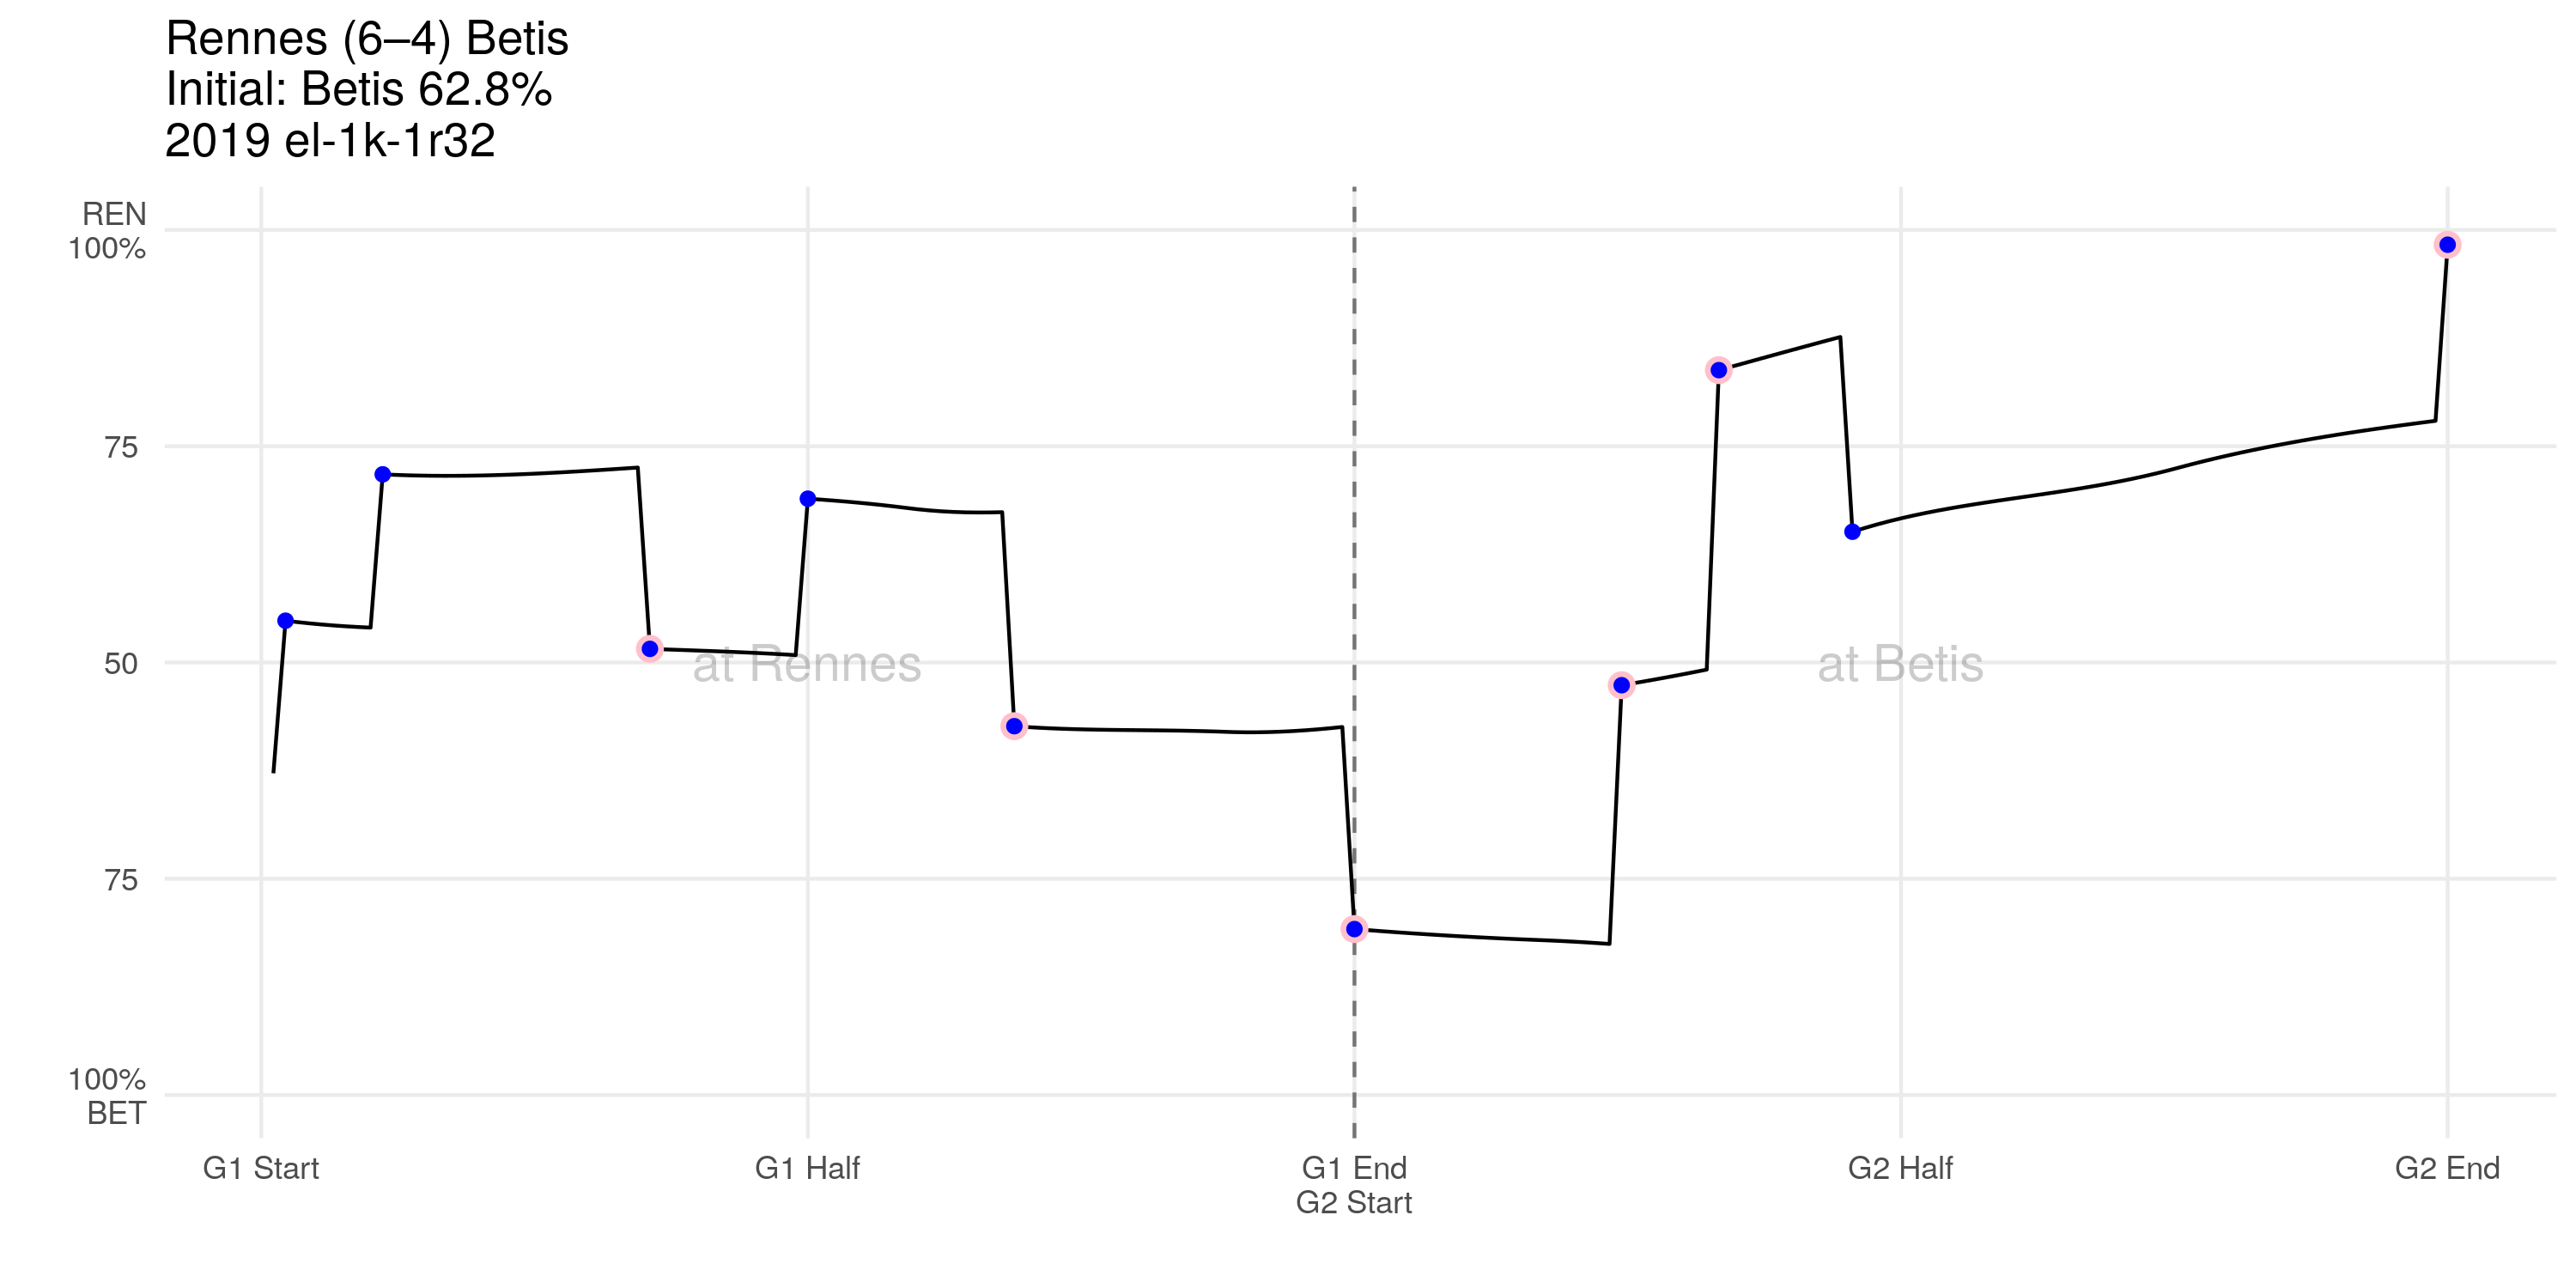 Rennes (6–4) Betis
Initial: Betis 62.8%
2019 el-1k-1r32
REN
100%
75
50
75
100%
BET
at Rennes
at Betis
G1 Start
G1 Half
G1 End
G2 Start
G2 Half
G2 End